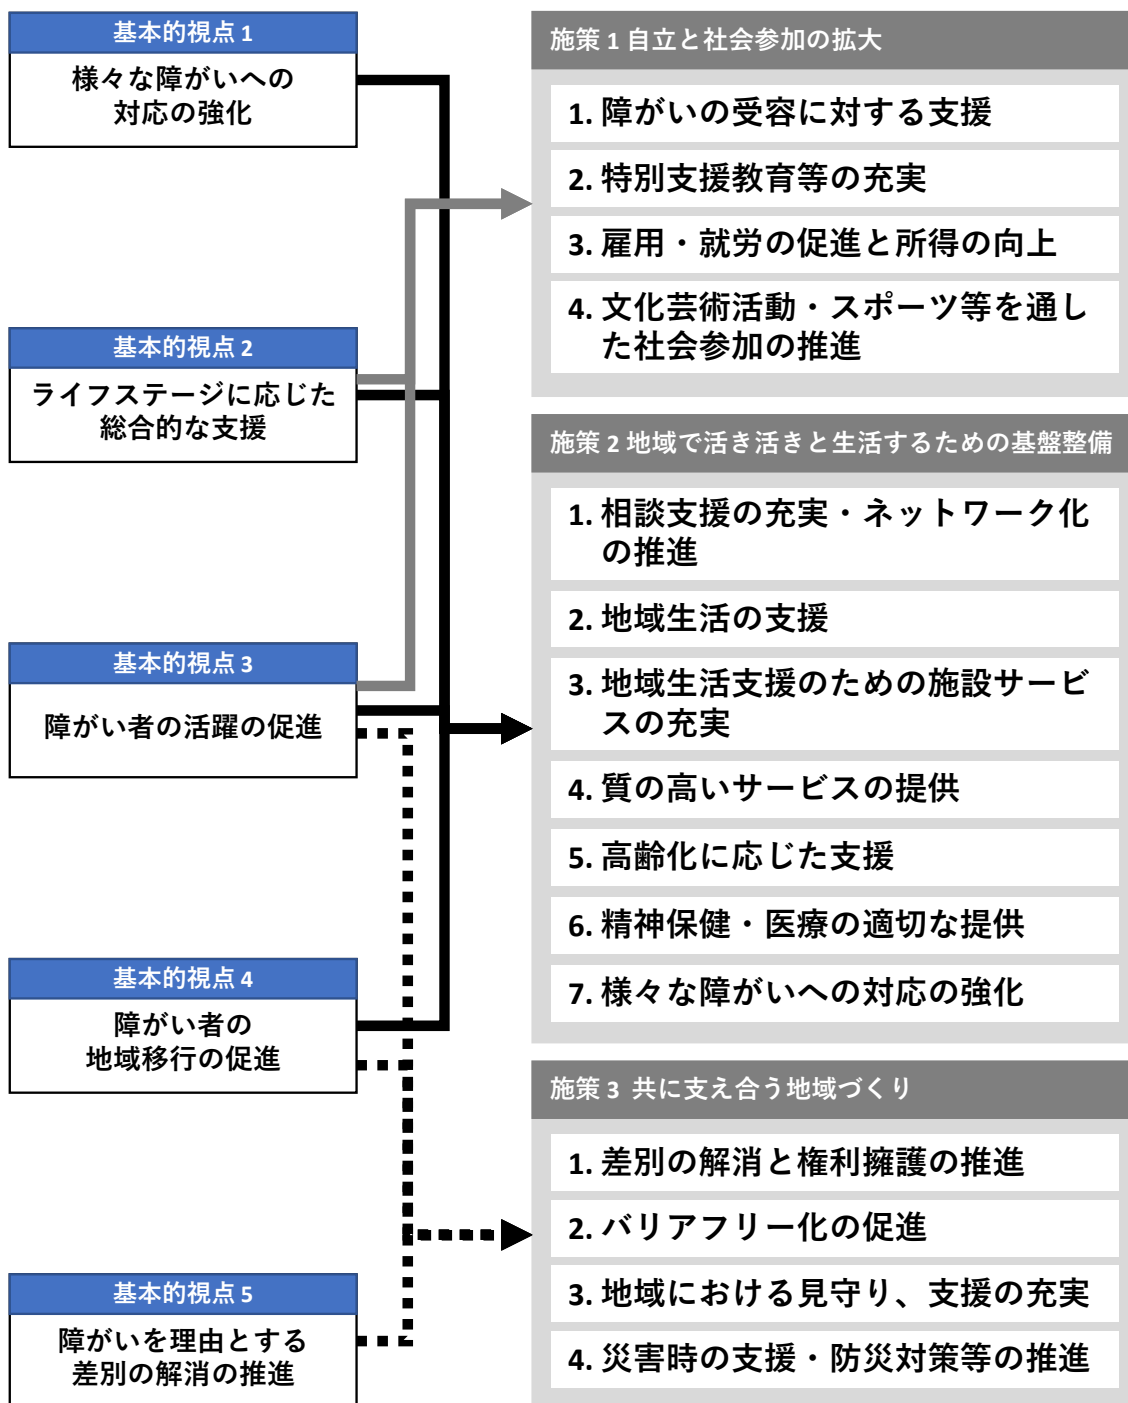 基本的視点 1
様々な障がいへの
対応の強化
基本的視点 2
ライフステージに応じた
総合的な支援
基本的視点 3
障がい者の活躍の促進
基本的視点 4
障がい者の
地域移行の促進
基本的視点 5
障がいを理由とする
差別の解消の推進
施策 1 自立と社会参加の拡大
1. 障がいの受容に対する支援
2. 特別支援教育等の充実
3. 雇用・就労の促進と所得の向上
4. 文化芸術活動・スポーツ等を通し
た社会参加の推進
施策 2 地域で活き活きと生活するための基盤整備
1. 相談支援の充実・ネットワーク化
の推進
2. 地域生活の支援
3. 地域生活支援のための施設サービ
スの充実
4. 質の高いサービスの提供
5. 高齢化に応じた支援
6. 精神保健・医療の適切な提供
7. 様々な障がいへの対応の強化
施策 3 共に支え合う地域づくり
1. 差別の解消と権利擁護の推進
2. バリアフリー化の促進
3. 地域における見守り、支援の充実
4. 災害時の支援・防災対策等の推進